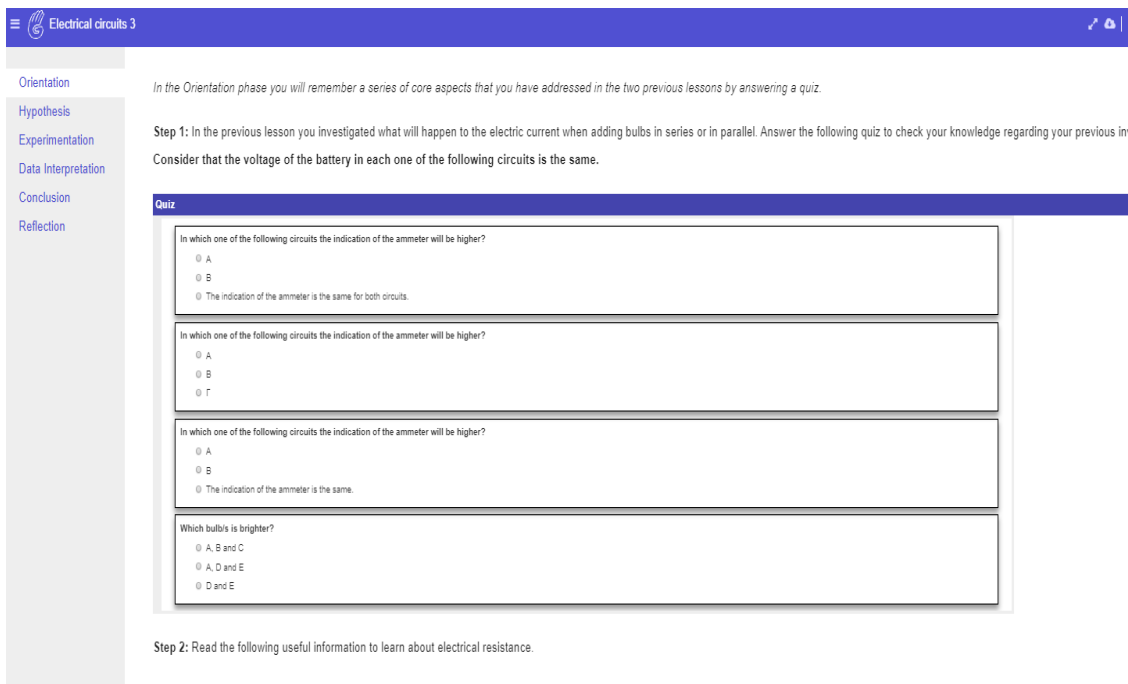 Electrical circuits 3
Orientation
Hypothesis
Experimentation
Data Interpretation
Conclusion
Reflection
In the Orientation phase you will remember a series of core aspects that you have addressed in the two previous lessons by answering a quiz.
Step 1: In the previous lesson you investigated what will happen to the electric current when adding bulbs in series or in parallel. Answer the following quiz to check your knowledge regarding your previous in
Consider that the voltage of the battery in each one of the following circuits is the same.
Quiz
In which one of the following circuits the indication of the ammeter will be higher?
A
B
The indication of the ammeter is the same for both circuits.
In which one of the following circuits the indication of the ammeter will be higher?
A
B
Γ
In which one of the following circuits the indication of the ammeter will be higher?
A
B
The indication of the ammeter is the same.
Which bulb/s is brighter?
A, B and C
A, D and E
D and E
Step 2: Read the following useful information to learn about electrical resistance.